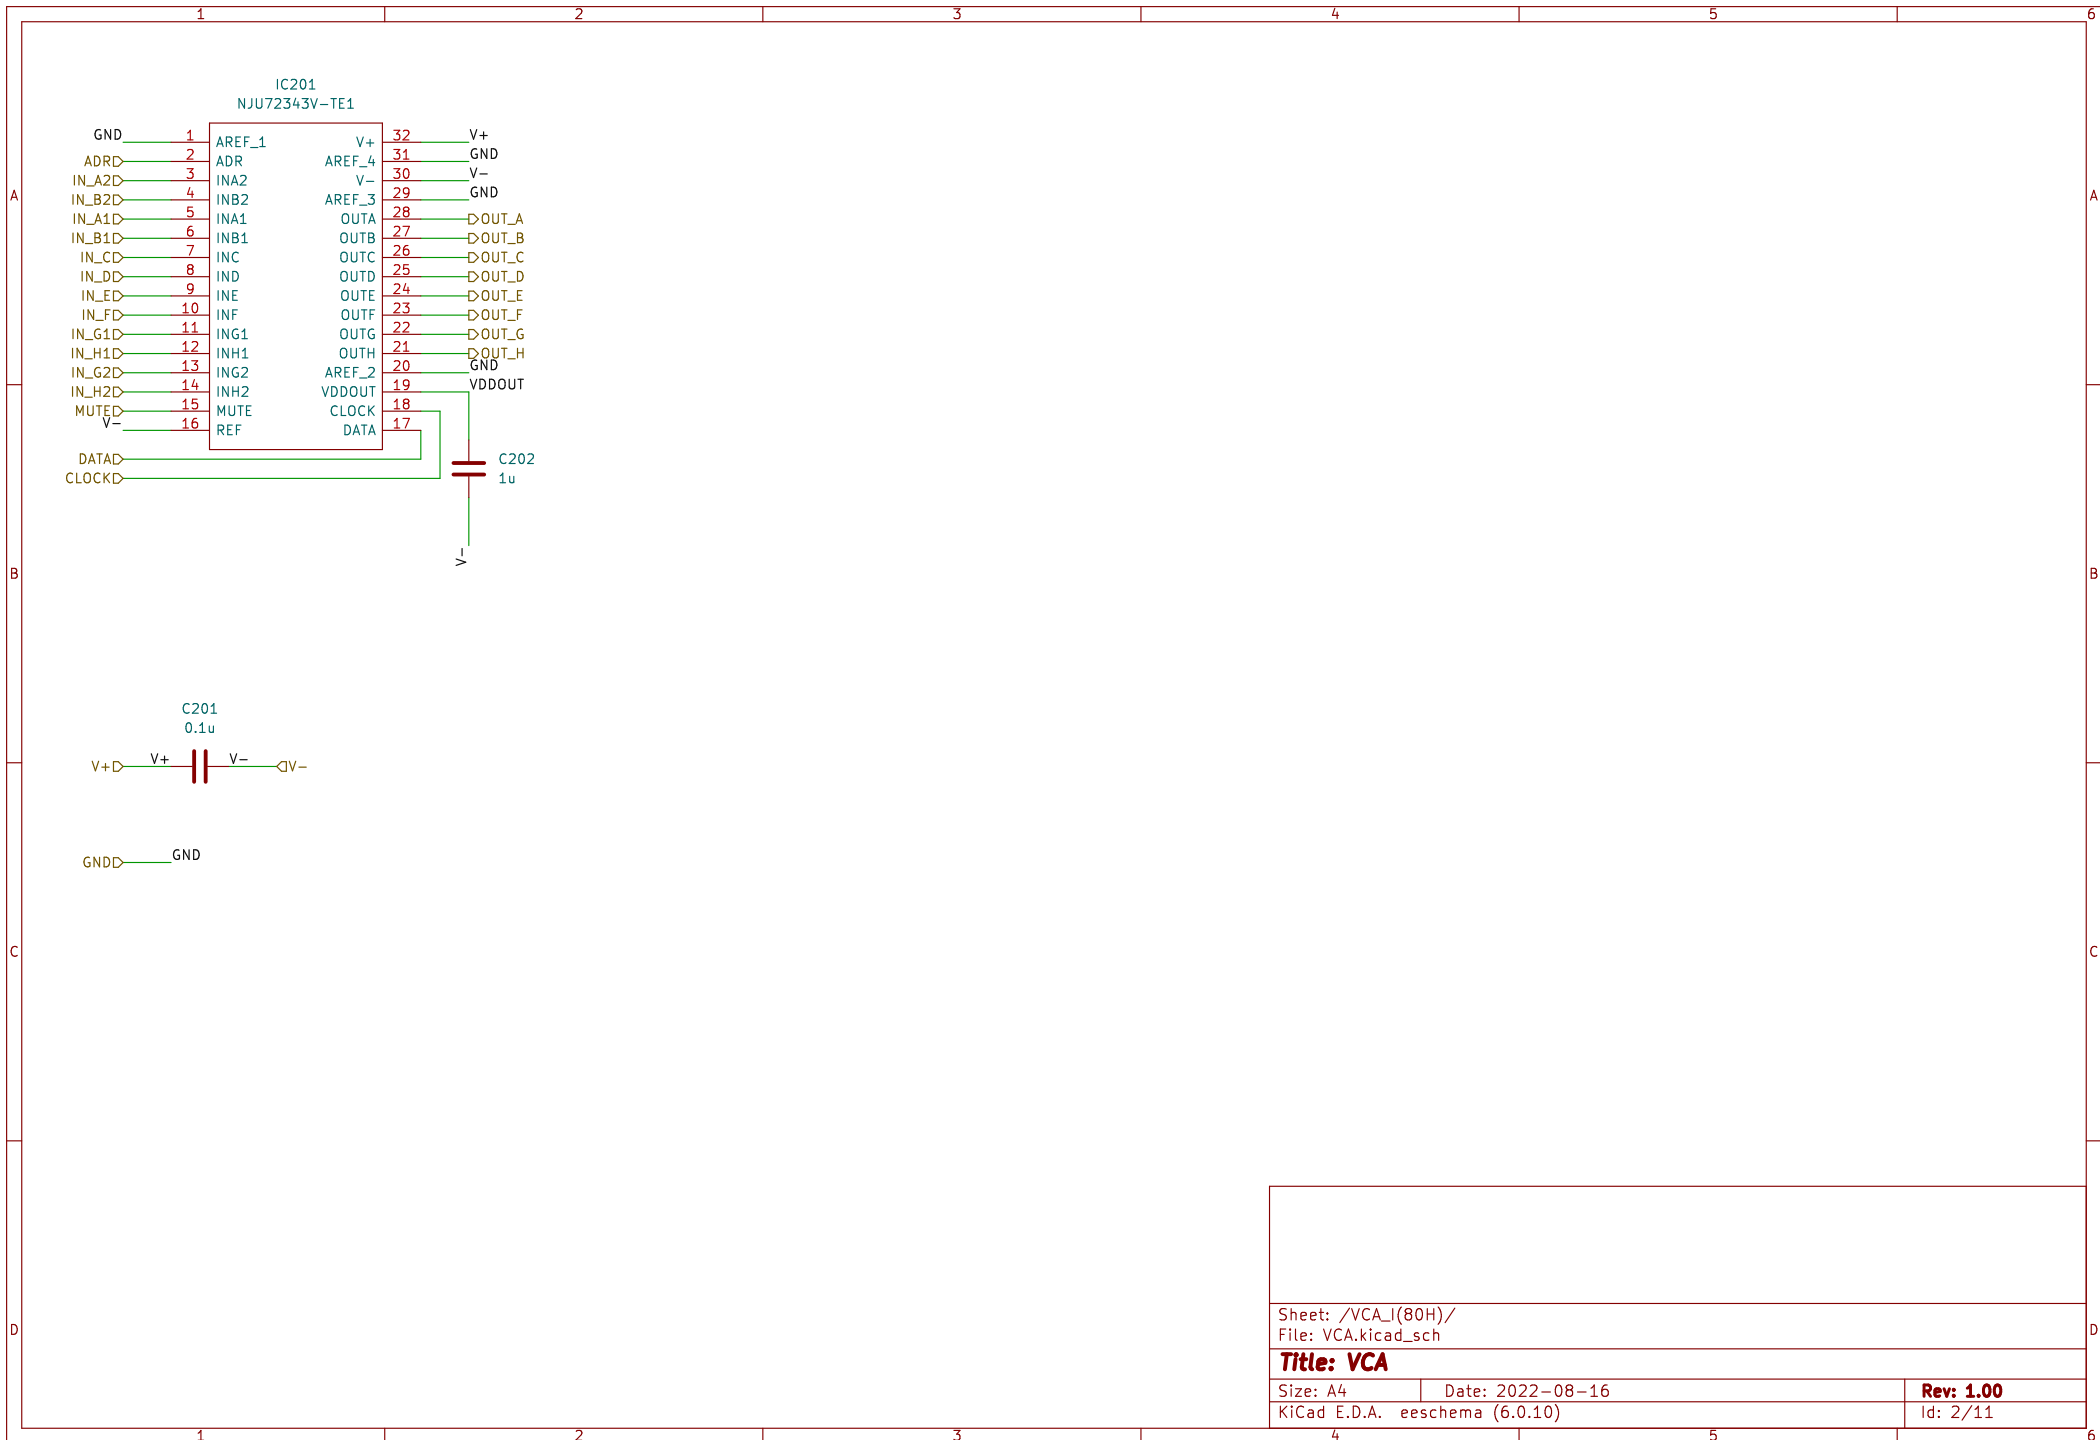 1 2 3 4 5 6
IC201
NJU72343V-TE1
GND 1 AREF_1 V+ 32 V+
ADR 2 ADR AREF_4 31 GND
IN_A2 3 INA2 V- 30 V-
IN_B2 4 INB2 AREF_3 29 GND
IN_A1 5 INA1 OUTA 28 OUT_A
IN_B1 6 INB1 OUTB 27 OUT_B
IN_C 7 INC OUTC 26 OUT_C
IN_D 8 IND OUTD 25 OUT_D
IN_E 9 INE OUTE 24 OUT_E
IN_F 10 INF OUTF 23 OUT_F
IN_G1 11 ING1 OUTG 22 OUT_G
IN_H1 12 INH1 OUTH 21 OUT_H
IN_G2 13 ING2 AREF_2 20 GND
IN_H2 14 INH2 VDDOUT 19 VDDOUT
MUTE 15 MUTE CLOCK 18
V- 16 REF DATA 17
A A
DATA
CLOCK
C202
1u
V-
B B
C201
0.1u
V+ V+ V- V-
GND GND
C C
D D
Sheet: /VCA_I(80H)/
File: VCA.kicad_sch
Title: VCA
Size: A4 Date: 2022-08-16 Rev: 1.00
KiCad E.D.A. eeschema (6.0.10) Id: 2/11
1 2 3 4 5 6